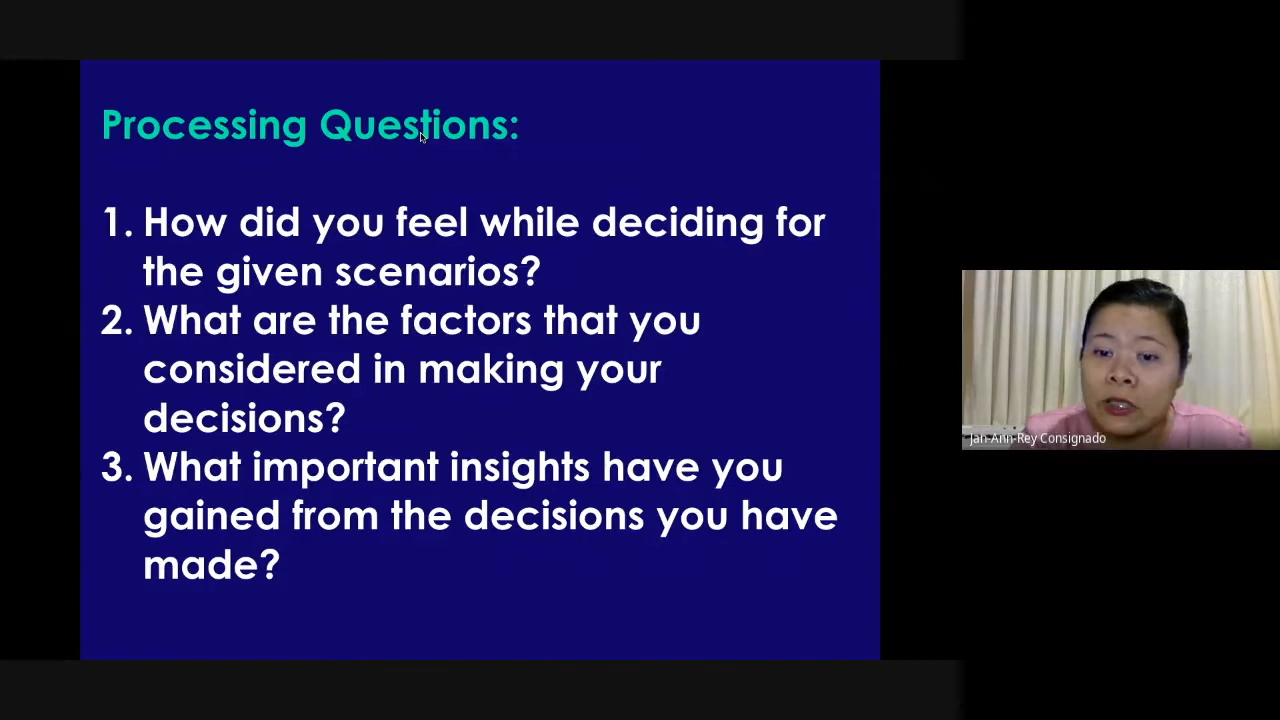 Processing Questions:
1. How did you feel while deciding for
the given scenarios?
2. What are the factors that you
considered in making your
decisions?
3. What important insights have you
gained from the decisions you have
made?
Jan-Ann-Rey Consignado